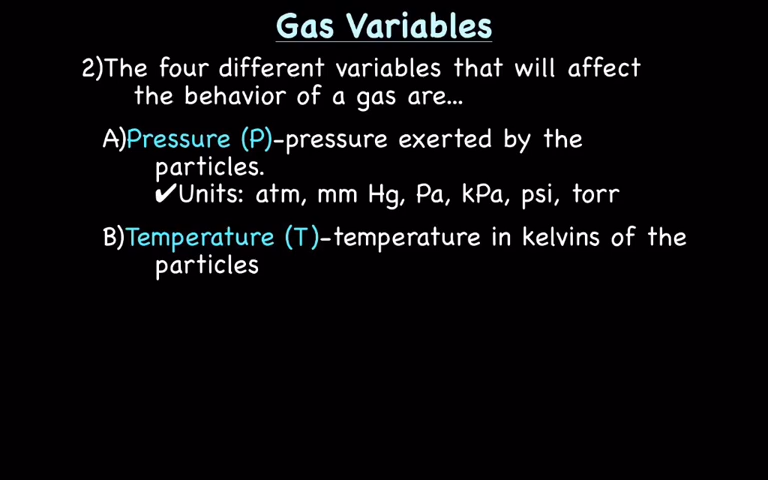 Gas Variables
2)The four different variables that will affect
the behavior of a gas are...
A)Pressure (P)-pressure exerted by the
particles.
✔Units: atm, mm Hg, Pa, kPa, psi, torr
B)Temperature (T)-temperature in kelvins of the
particles